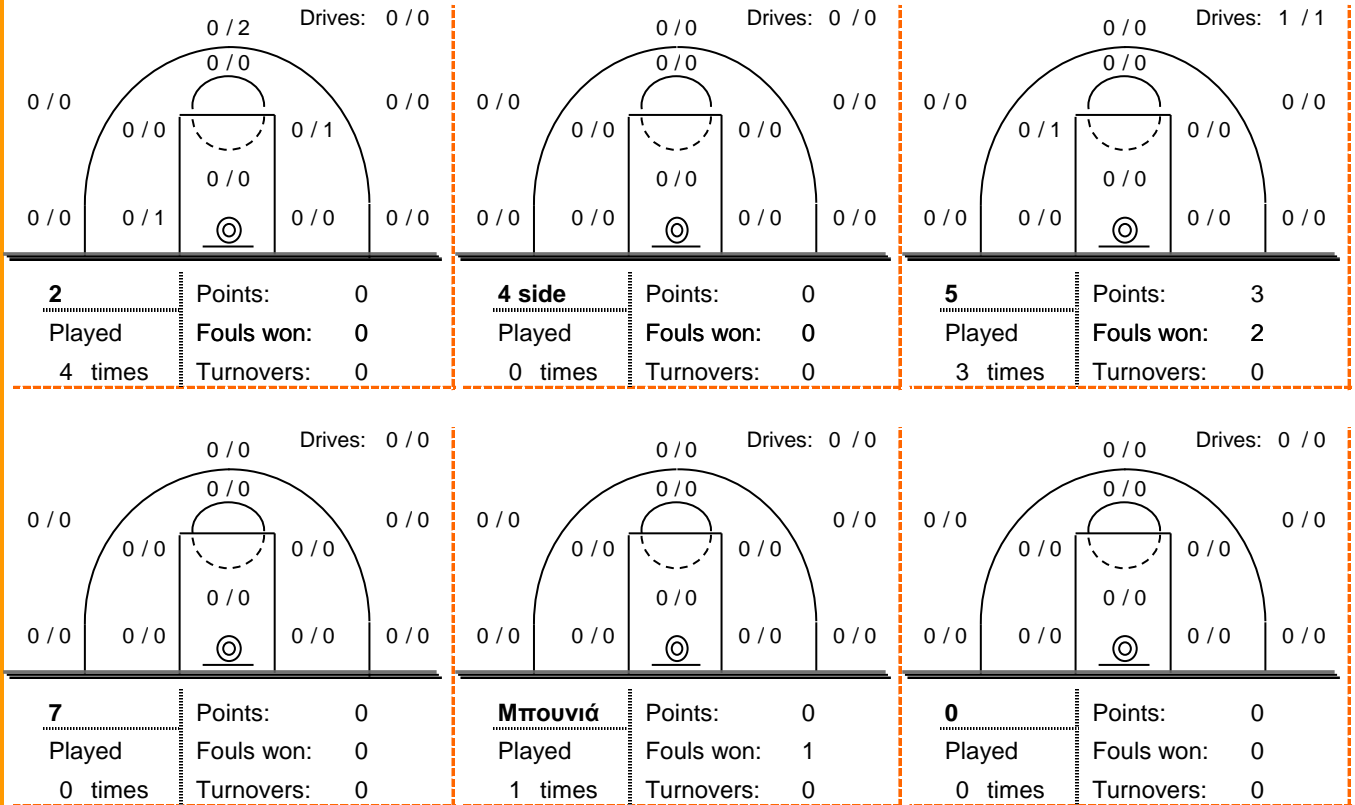 0 / 2 Drives: 0 / 0
0 / 0
0 / 0 0 / 0
0 / 0 0 / 1
0 / 0
0 / 0 0 / 1 0 / 0 0 / 0
2 Points: 0
Played Fouls won: 0
4 times Turnovers: 0
0 / 0 Drives: 0 / 0
0 / 0
0 / 0 0 / 0
0 / 0 0 / 0
0 / 0
0 / 0 0 / 0 0 / 0 0 / 0
4 side Points: 0
Played Fouls won: 0
0 times Turnovers: 0
0 / 0 Drives: 1 / 1
0 / 0
0 / 0 0 / 0
0 / 1 0 / 0
0 / 0
0 / 0 0 / 0 0 / 0 0 / 0
5 Points: 3
Played Fouls won: 2
3 times Turnovers: 0
0 / 0 Drives: 0 / 0
0 / 0
0 / 0 0 / 0
0 / 0 0 / 0
0 / 0
0 / 0 0 / 0 0 / 0 0 / 0
7 Points: 0
Played Fouls won: 0
0 times Turnovers: 0
0 / 0 Drives: 0 / 0
0 / 0
0 / 0 0 / 0
0 / 0 0 / 0
0 / 0
0 / 0 0 / 0 0 / 0 0 / 0
Μπουνιά Points: 0
Played Fouls won: 1
1 times Turnovers: 0
0 / 0 Drives: 0 / 0
0 / 0
0 / 0 0 / 0
0 / 0 0 / 0
0 / 0
0 / 0 0 / 0 0 / 0 0 / 0
0 Points: 0
Played Fouls won: 0
0 times Turnovers: 0